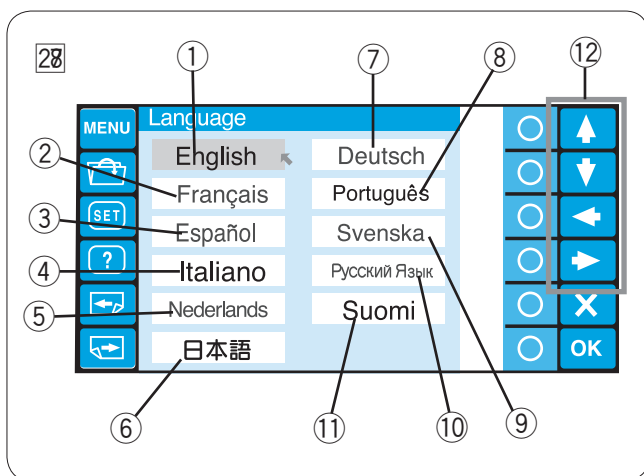 ① ⑦ ⑧ ⑫
MENU Language
English Deutsch
② Français Português
SET
③ Español Svenska
? ④ Italiano Русский Язык
⑤ Nederlands Suomi
日本語 OK
⑥ ⑪ ⑩ ⑨